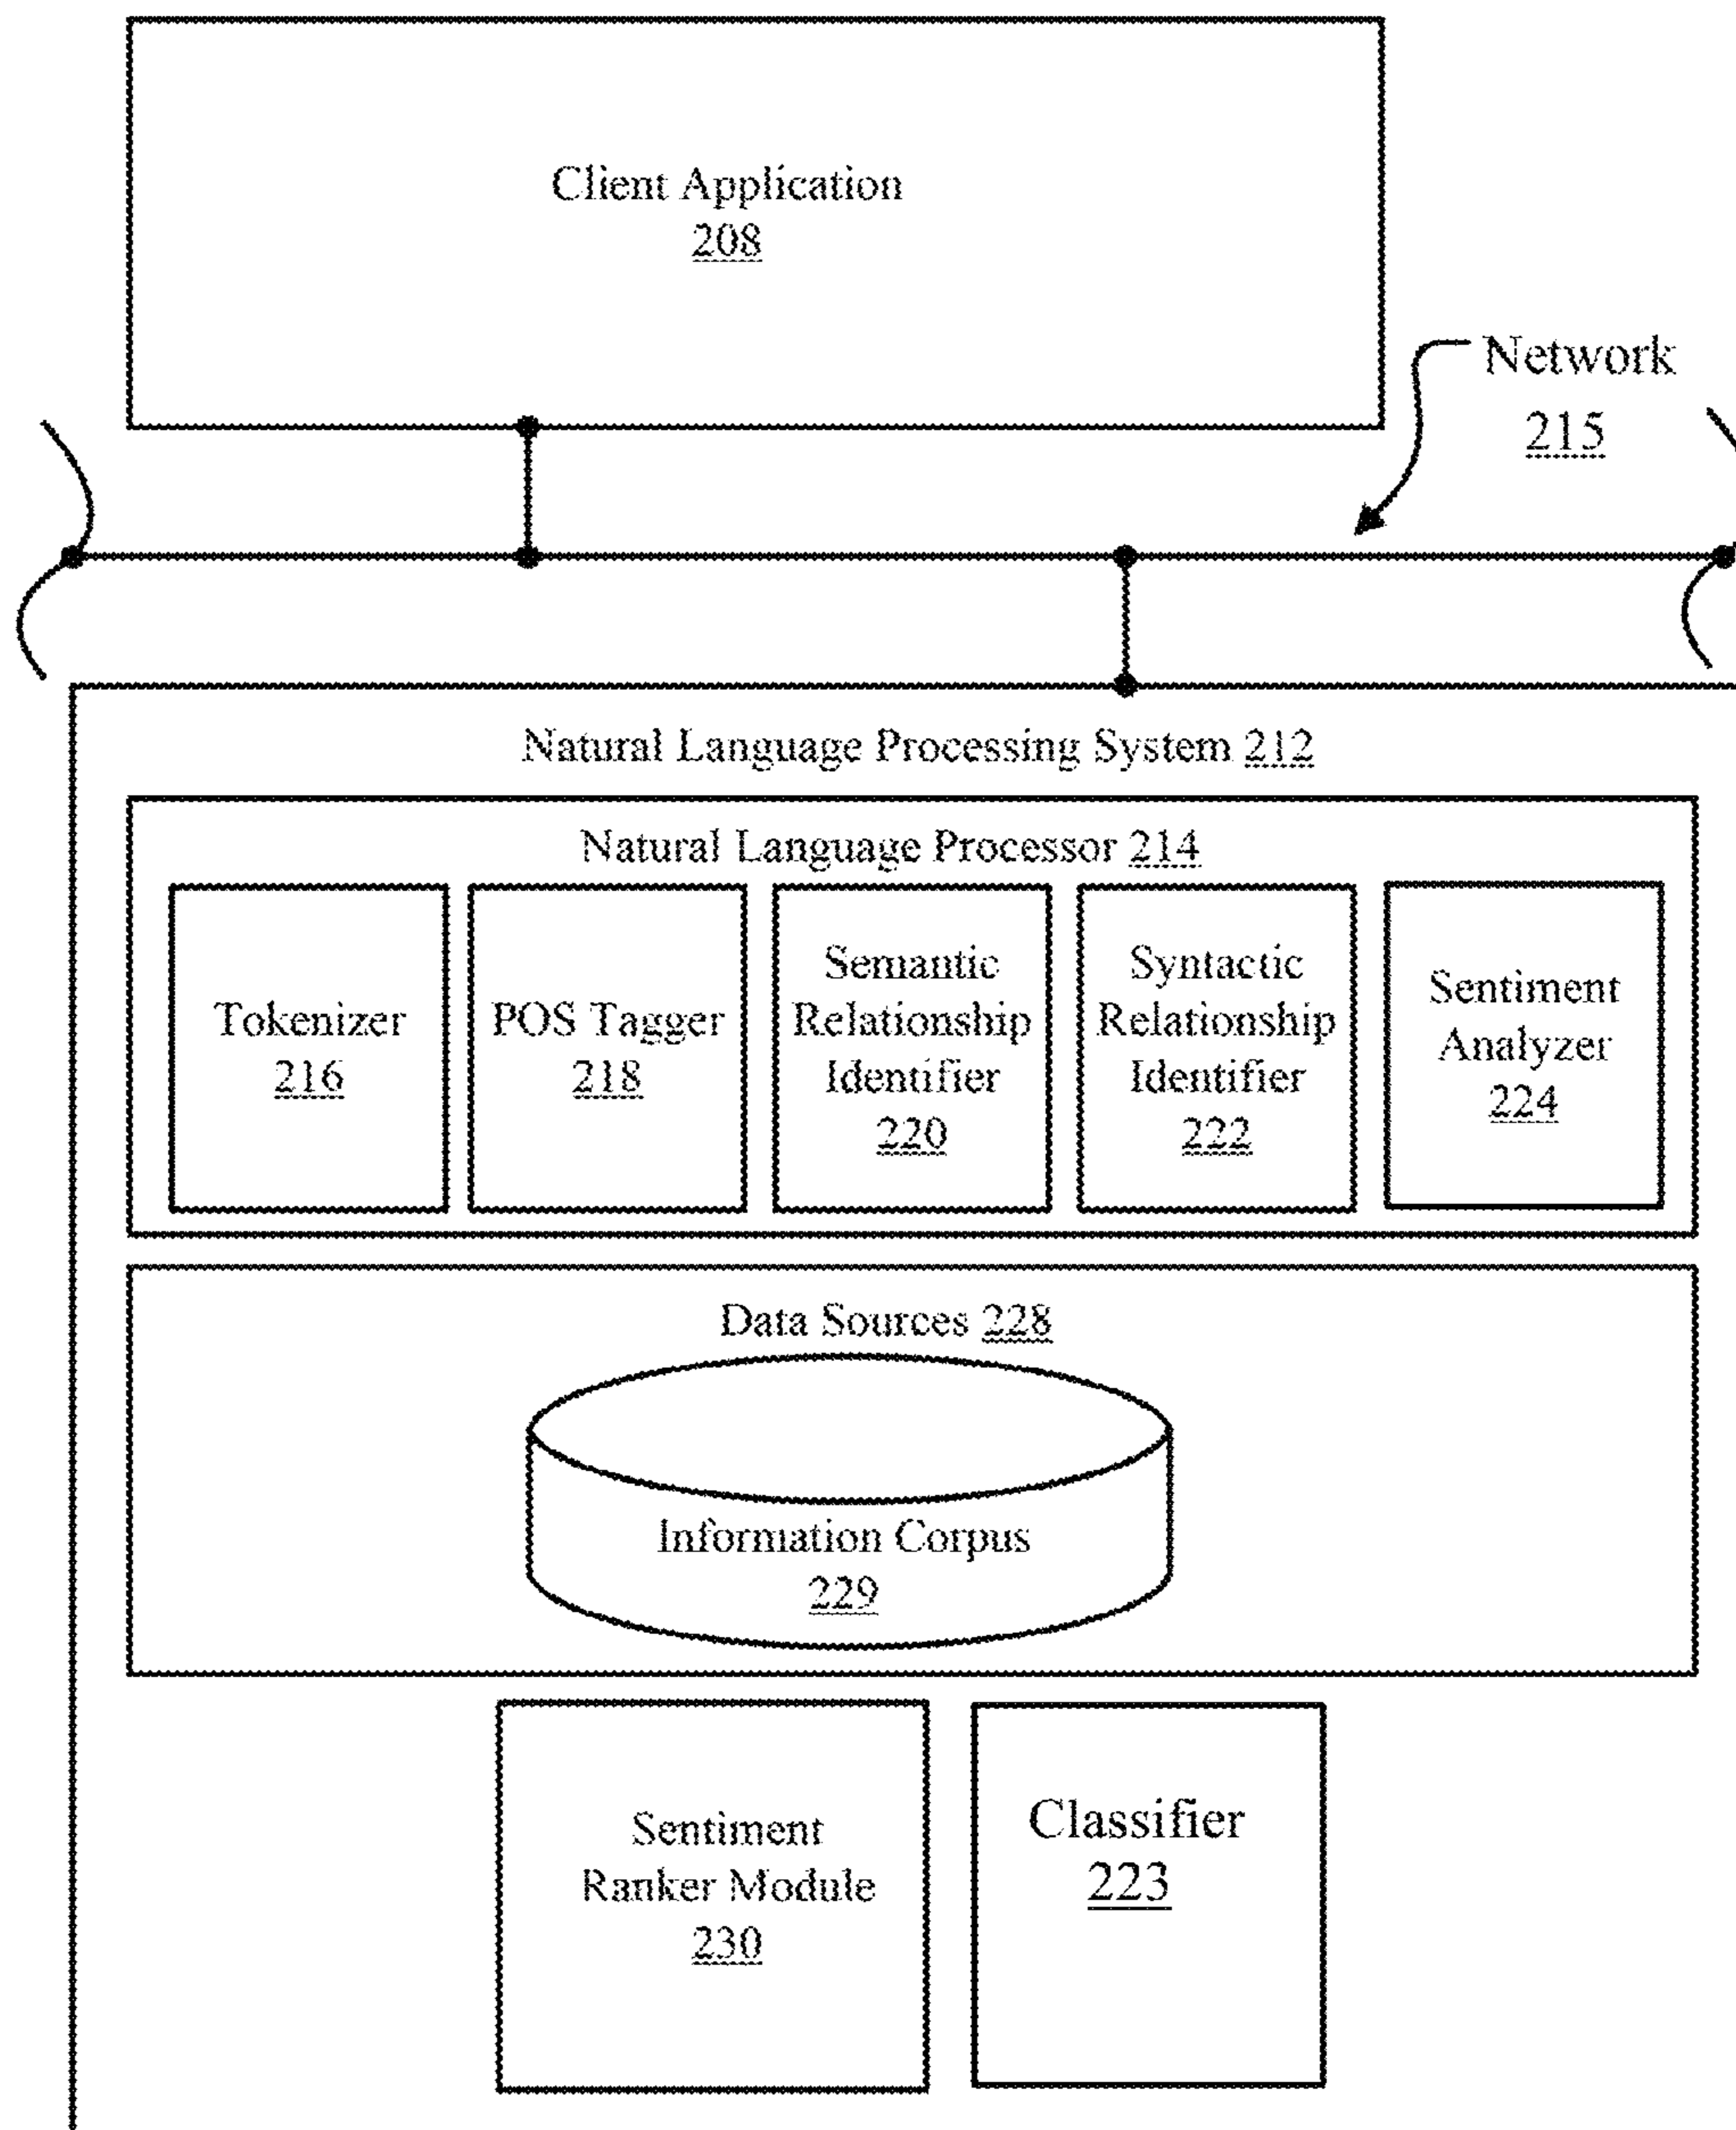 Client Application
208
Network
215
Natural Language Processing System 212
Natural Language Processor 214
Tokenizer
216
POS Tagger
218
Semantic
Relationship
Identifier
220
Syntactic
Relationship
Identifier
222
Sentiment
Analyzer
224
Data Sources 228
Information Corpus
229
Sentiment
Ranker Module
230
Classifier
223